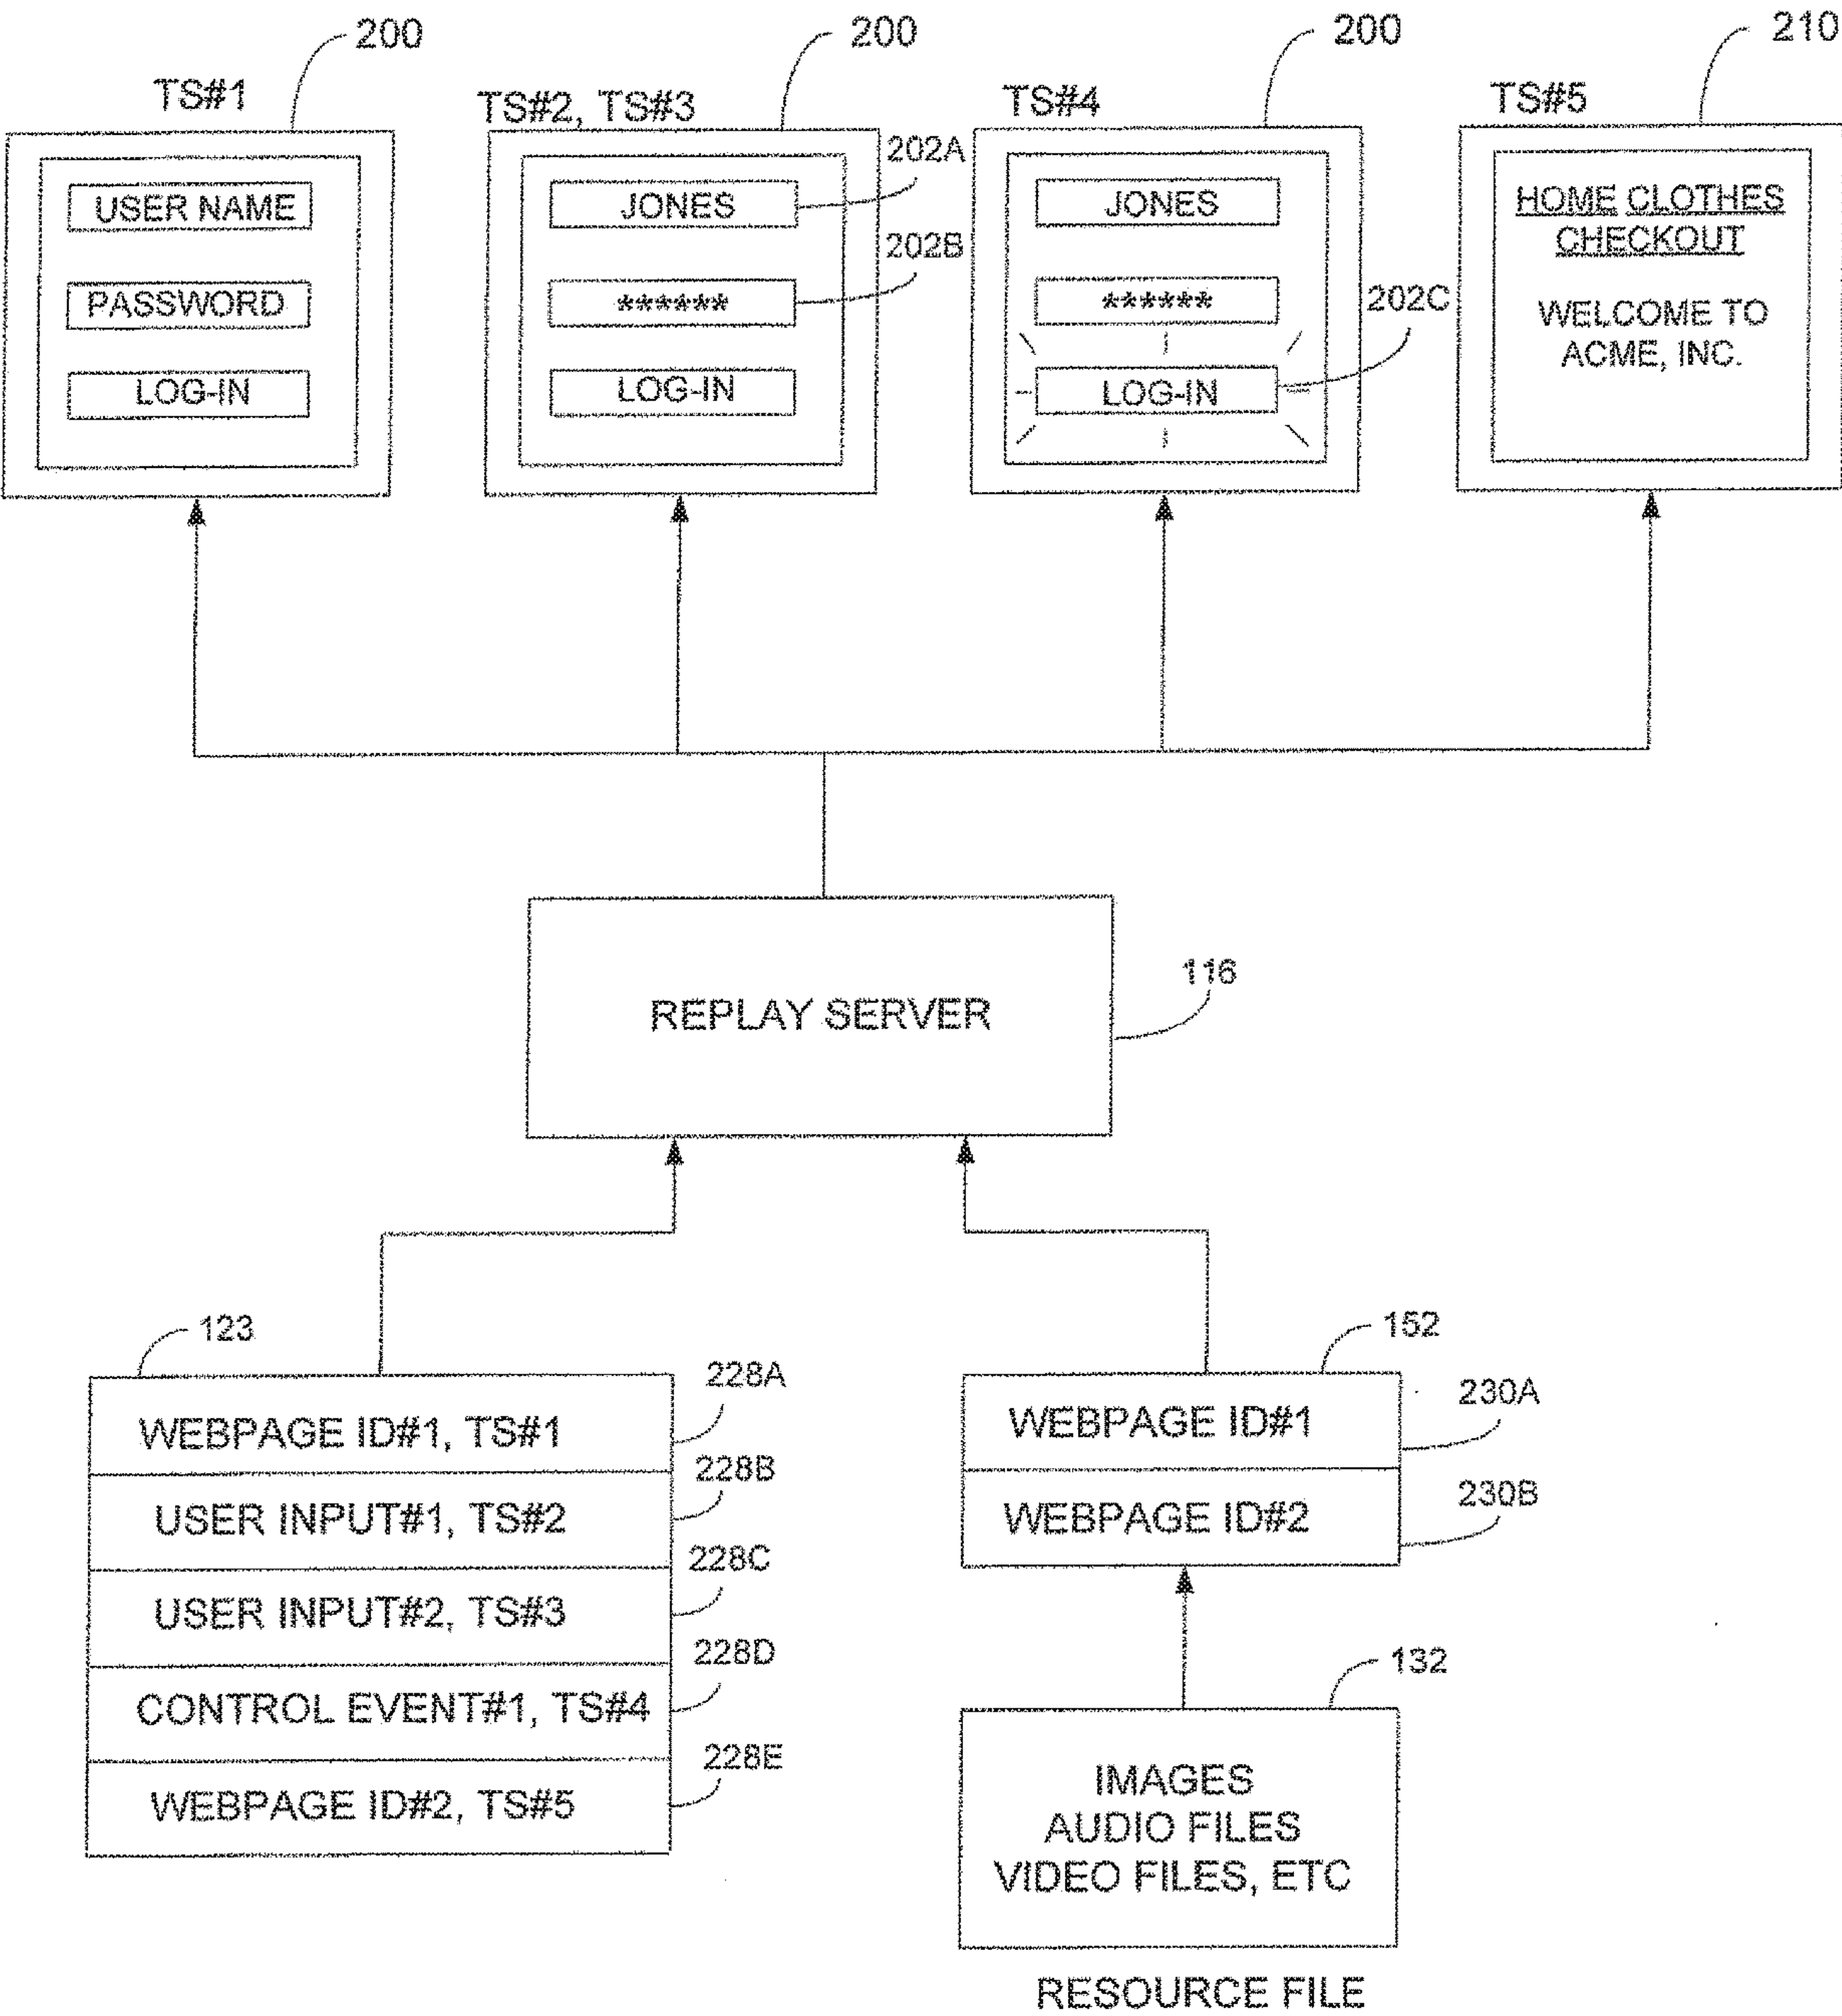 200
200
200
210
TS#1
TS#2, TS#3
TS#4
TS#5
USER NAME
PASSWORD
LOG-IN
JONES
******
LOG-IN
202A
202B
JONES
******
LOG-IN
202C
HOME CLOTHES
CHECKOUT
WELCOME TO
ACME, INC.
REPLAY SERVER
116
123
WEBPAGE ID#1, TS#1
228A
USER INPUT#1, TS#2
228B
USER INPUT#2, TS#3
228C
CONTROL EVENT#1, TS#4
228D
WEBPAGE ID#2, TS#5
228E
152
WEBPAGE ID#1
230A
WEBPAGE ID#2
230B
132
IMAGES
AUDIO FILES
VIDEO FILES, ETC
RESOURCE FILE